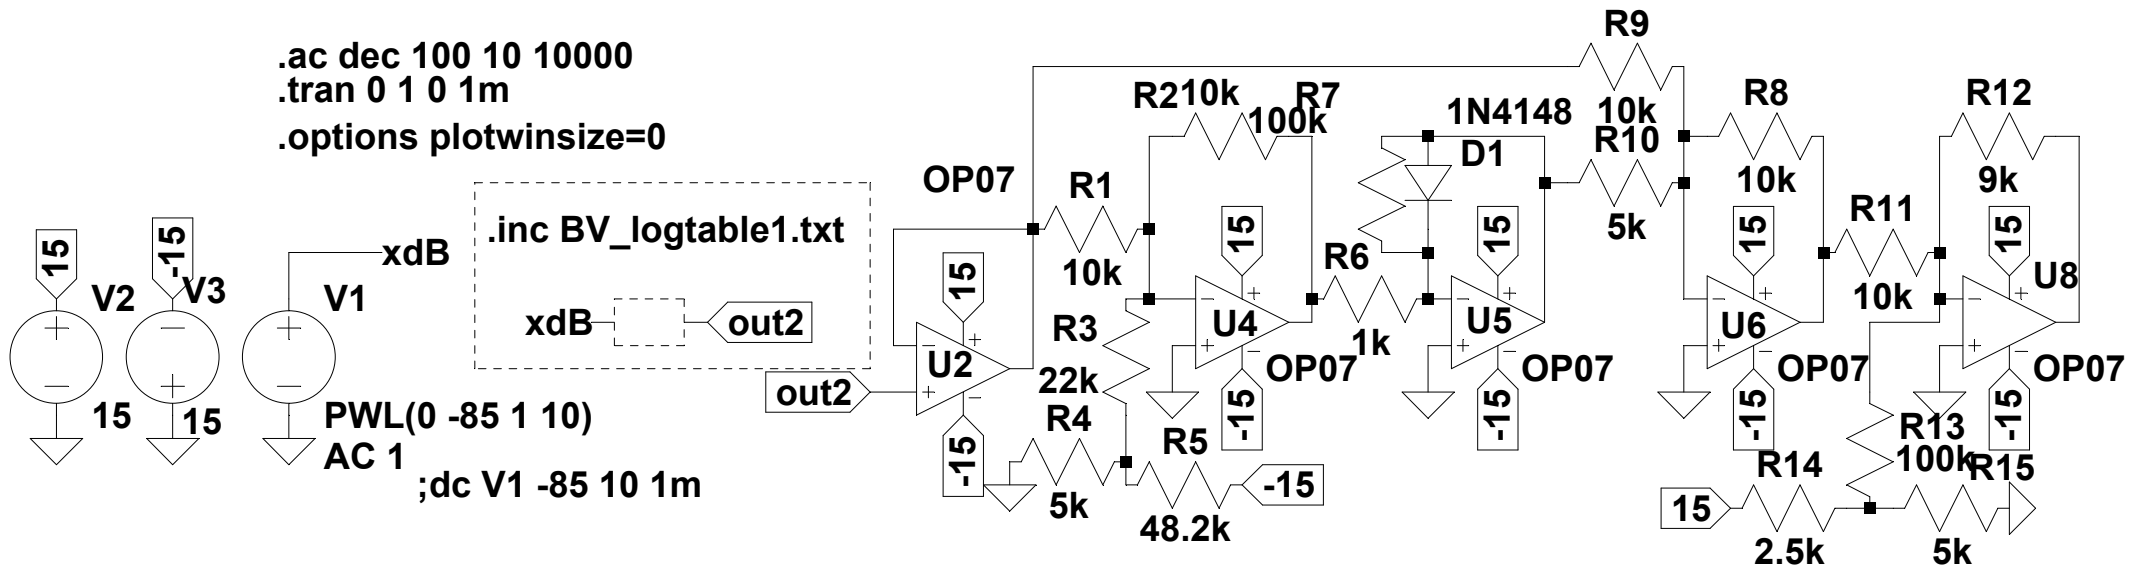 .ac dec 100 10 10000
.tran 0 1 0 1m
.options plotwinsize=0
15
V2
15
-15
V3
15
xdB
V1
PWL(0 -85 1 10)
AC 1
;dc V1 -85 10 1m
.inc BV_logtable1.txt
xdB
out2
out2
OP07
U2
15
-15
R1
10k
R2
10k
R3
22k
R4
5k
R5
48.2k
-15
U4
15
-15
OP07
R7
100k
R6
1k
1N4148
D1
U5
15
-15
OP07
R9
10k
R10
5k
R8
10k
U6
15
-15
OP07
R11
10k
R12
9k
U8
15
-15
OP07
R13
100k
R14
2.5k
15
R15
5k